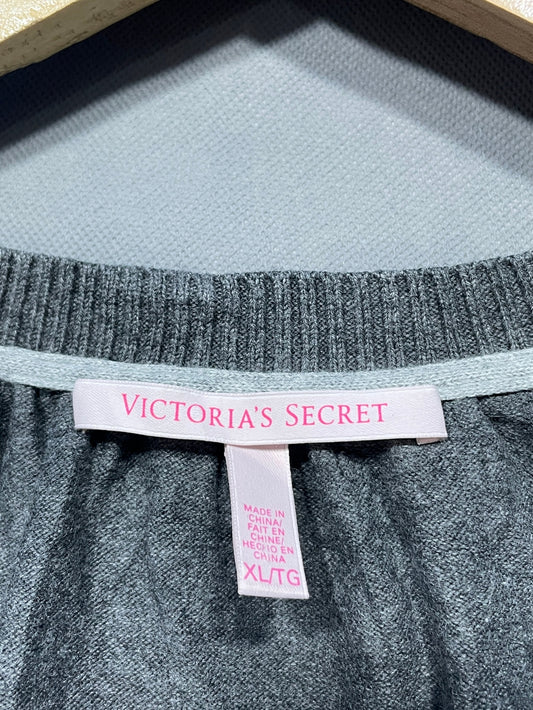 VICTORIA'S SECRET
MADE IN
CHINA/
FAIT EN
CHINE/
HECHO EN
CHINA
XL/TG